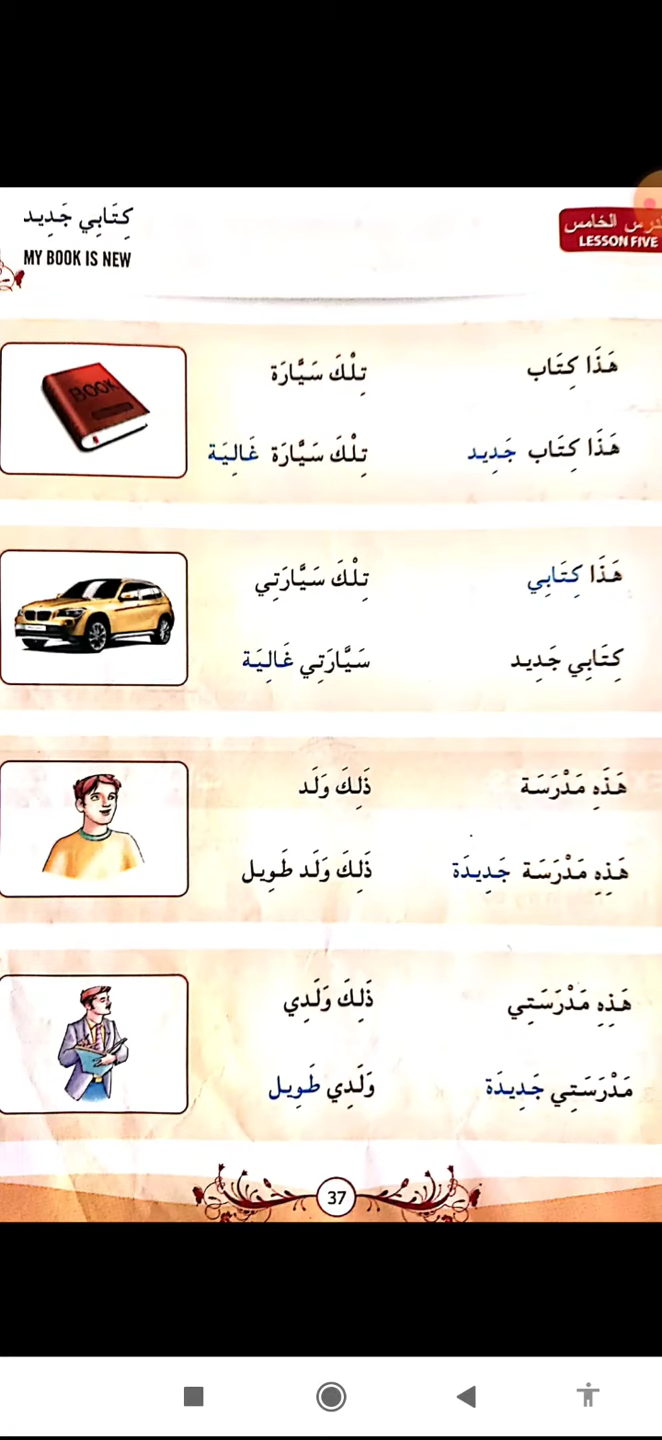 الخامس
LESSON FIVE
كِتَابِي جَدِيد
MY BOOK IS NEW
هَذَا كِتَاب
تِلْكَ سَيَّارَة
هَذَا كِتَاب جَدِيد
تِلْكَ سَيَّارَة غَالِيَة
BOOK
هَذَا كِتَابِي
تِلْكَ سَيَّارَتِي
كِتَابِي جَدِيد
سَيَّارَتِي غَالِيَة
هَذِهِ مَدْرَسَة
ذَلِكَ وَلَد
هَذِهِ مَدْرَسَة جَدِيدَة
ذَلِكَ وَلَد طَوِيل
هَذِهِ مَدْرَسَتِي
ذَلِكَ وَلَدِي
مَدْرَسَتِي جَدِيدَة
وَلَدِي طَوِيل
37